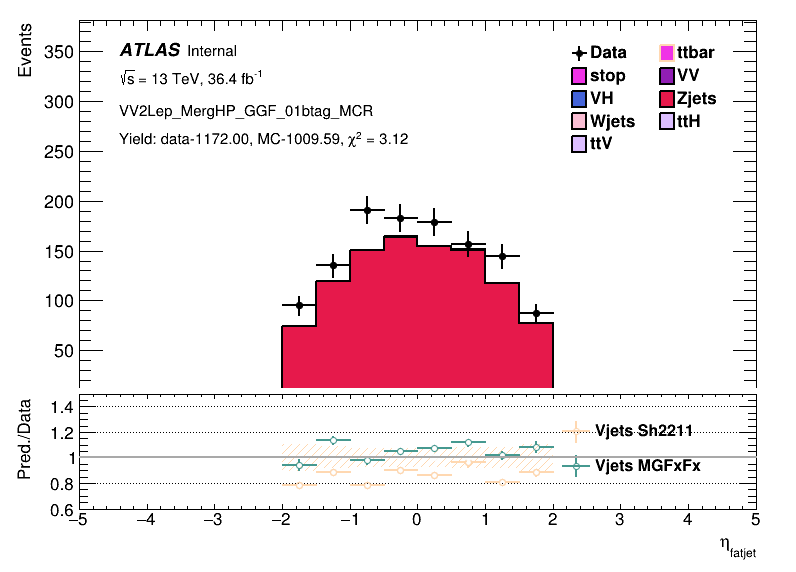 Events
350
300
250
200
150
100
50
ATLAS Internal
√s = 13 TeV, 36.4 fb⁻¹
VV2Lep_MergHP_GGF_01btag_MCR
Yield: data-1172.00, MC-1009.59, χ² = 3.12
Data
ttbar
stop
VV
VH
Zjets
Wjets
ttH
ttV
Pred./Data
1.4
1.2
1
0.8
0.6
Vjets Sh2211
Vjets MGFxFx
−5 −4 −3 −2 −1 0 1 2 3 4 5
η_fatjet